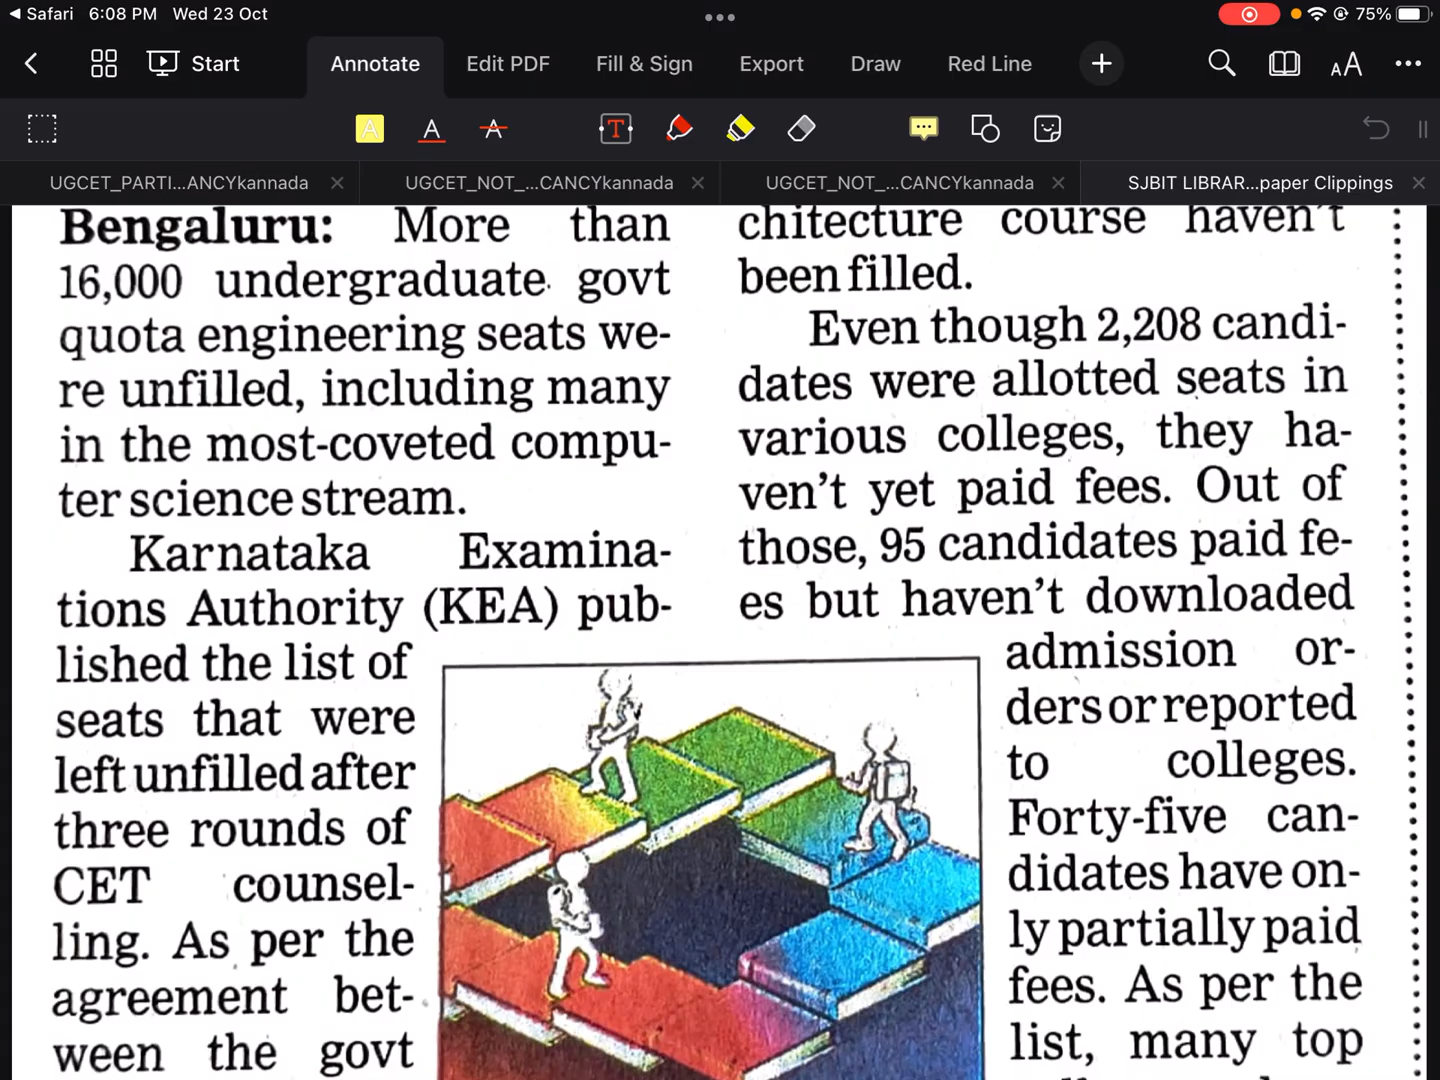 Safari 6:08 PM Wed 23 Oct
75%
Start
Annotate
Edit PDF
Fill & Sign
Export
Draw
Red Line
UGCET_PARTI...ANCYkannada
UGCET_NOT_...CANCYkannada
UGCET_NOT_...CANCYkannada
SJBIT LIBRAR...paper Clippings
Bengaluru: More than
16,000 undergraduate govt
quota engineering seats we-
re unfilled, including many
in the most-coveted compu-
ter science stream.
Karnataka Examina-
tions Authority (KEA) pub-
lished the list of
seats that were
left unfilled after
three rounds of
CET counsel-
ling. As per the
agreement bet-
ween the govt
chitecture course haven't
been filled.
Even though 2,208 candi-
dates were allotted seats in
various colleges, they ha-
ven't yet paid fees. Out of
those, 95 candidates paid fe-
es but haven't downloaded
admission or-
ders or reported
to colleges.
Forty-five can-
didates have on-
ly partially paid
fees. As per the
list, many top